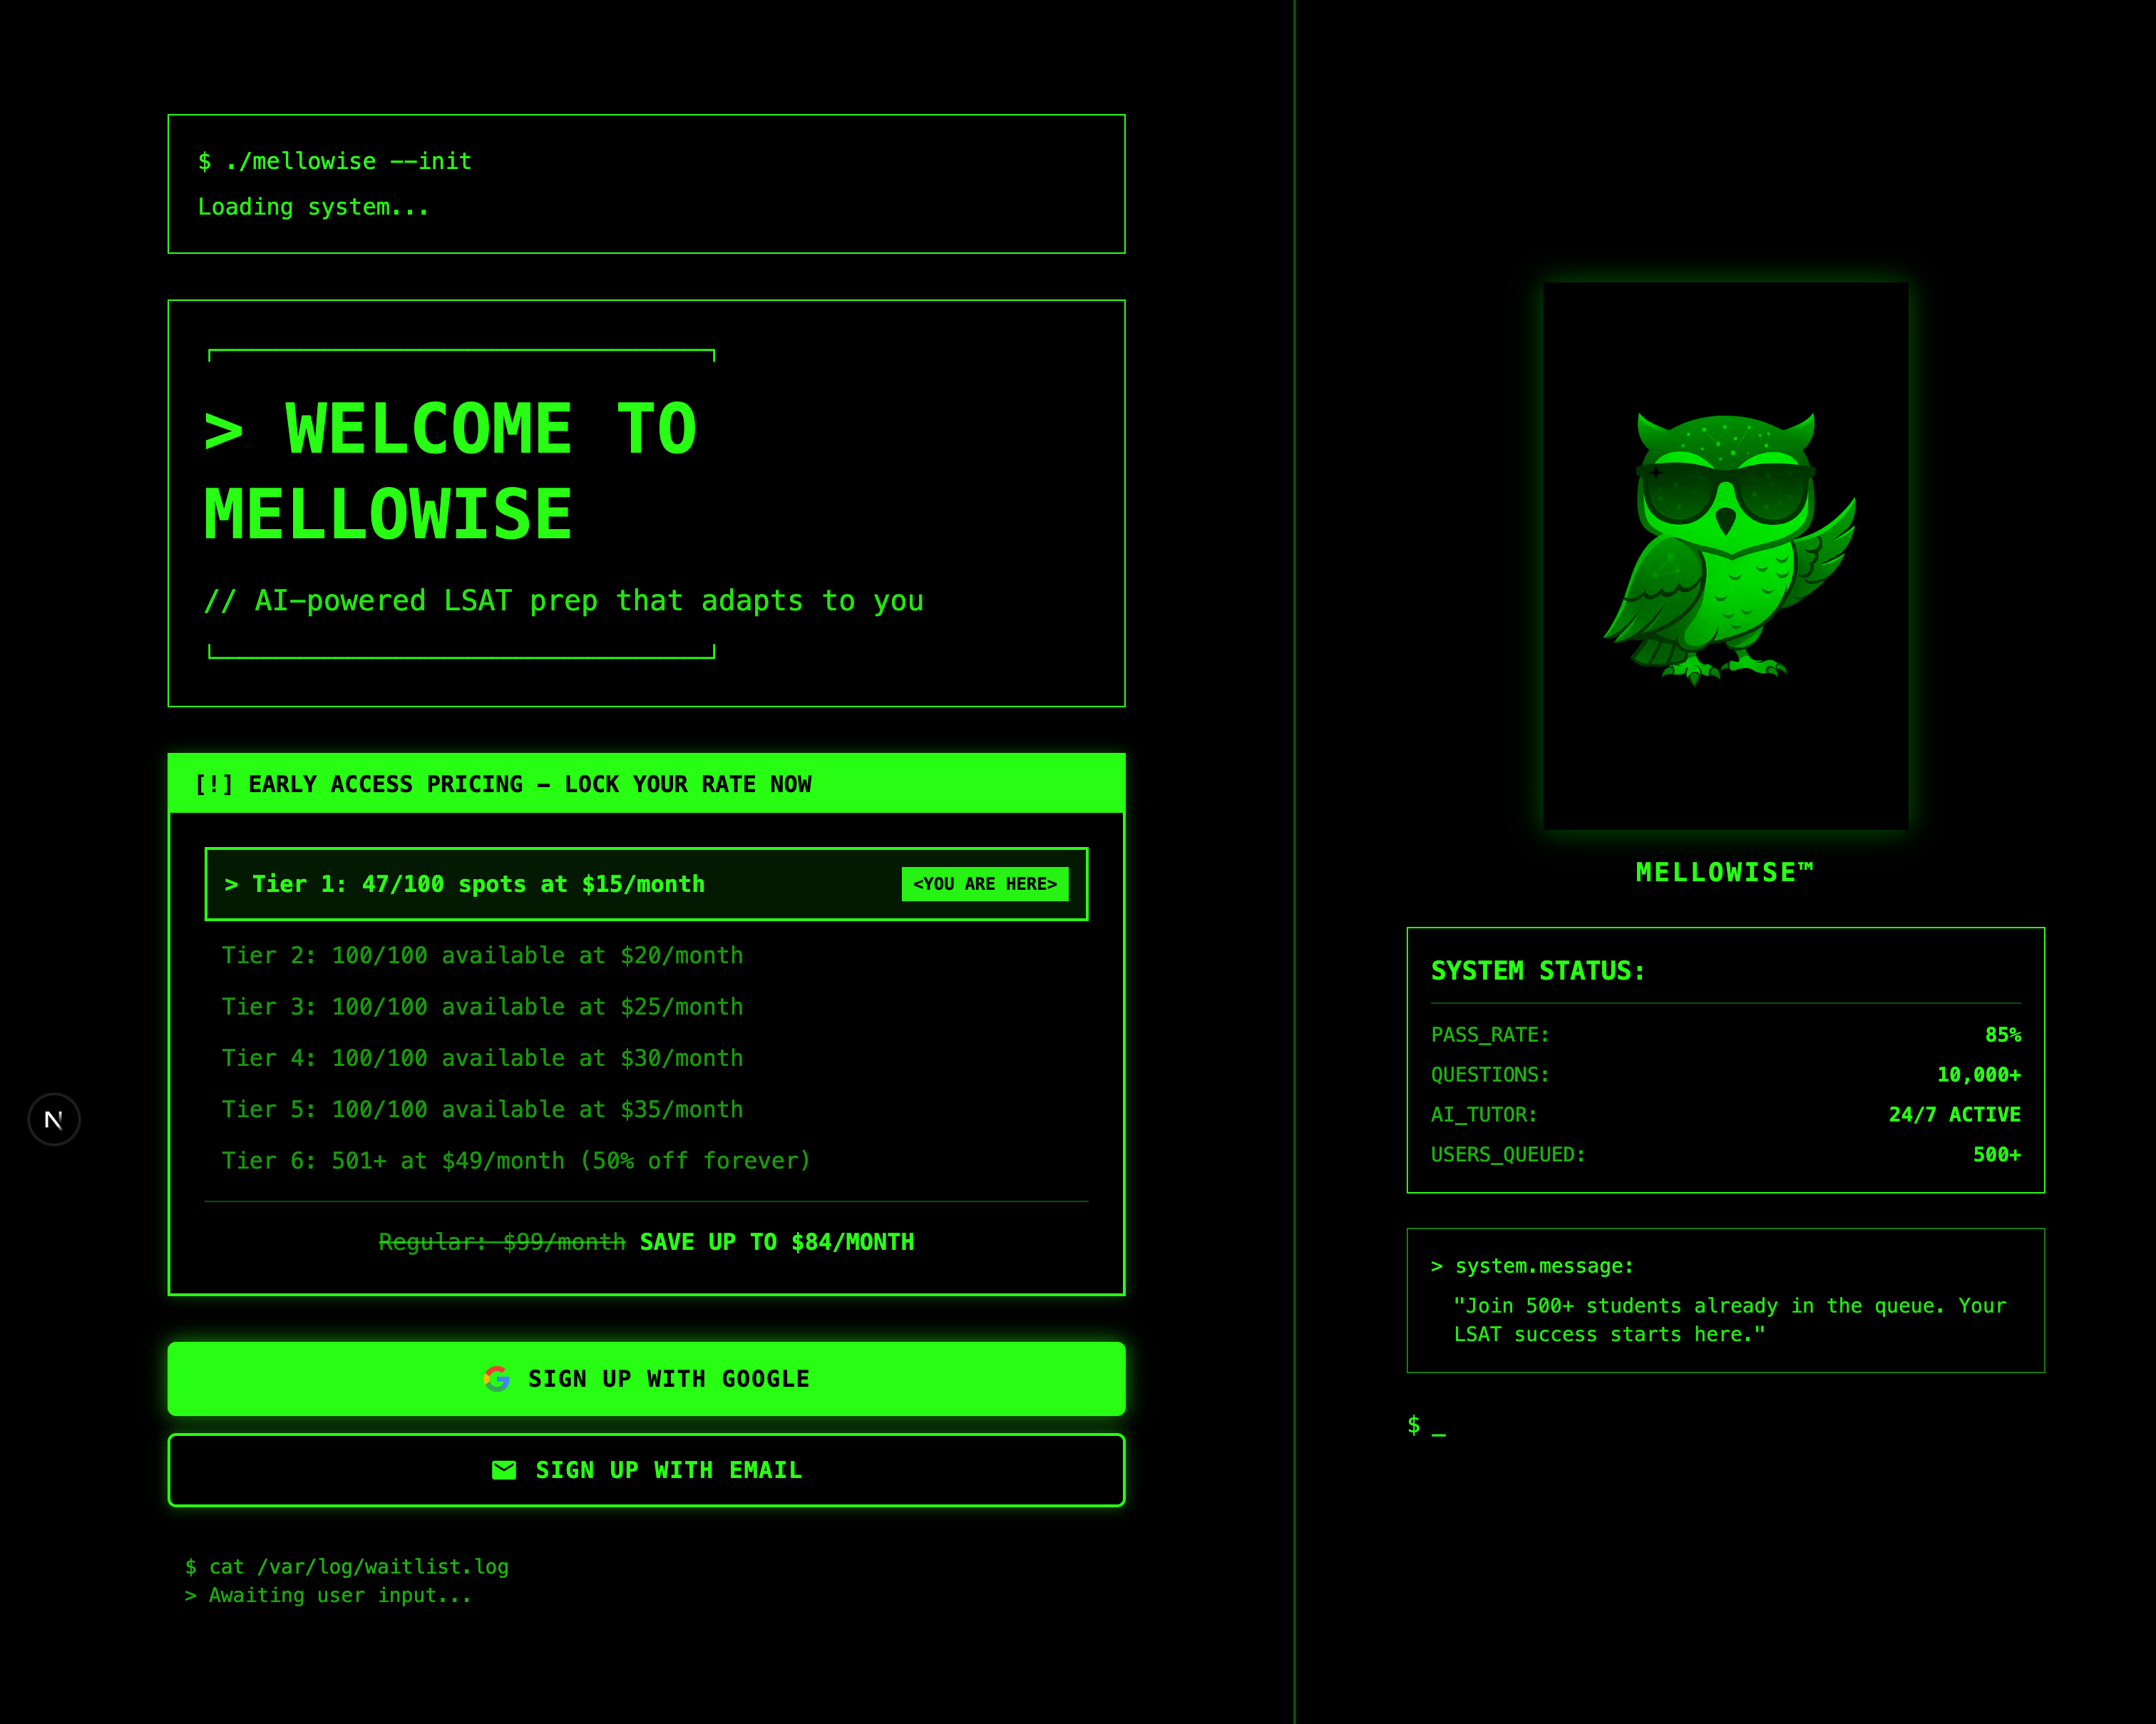 $ ./mellowise --init
Loading system...
> WELCOME TO
MELLOWISE
// AI-powered LSAT prep that adapts to you
[!] EARLY ACCESS PRICING - LOCK YOUR RATE NOW
> Tier 1: 47/100 spots at $15/month <YOU ARE HERE>
Tier 2: 100/100 available at $20/month
Tier 3: 100/100 available at $25/month
Tier 4: 100/100 available at $30/month
Tier 5: 100/100 available at $35/month
Tier 6: 501+ at $49/month (50% off forever)
Regular: $99/month SAVE UP TO $84/MONTH
SIGN UP WITH GOOGLE
SIGN UP WITH EMAIL
$ cat /var/log/waitlist.log
> Awaiting user input...
N
MELLOWISE™
SYSTEM STATUS:
PASS_RATE: 85%
QUESTIONS: 10,000+
AI_TUTOR: 24/7 ACTIVE
USERS_QUEUED: 500+
> system.message:
"Join 500+ students already in the queue. Your
LSAT success starts here."
$ _